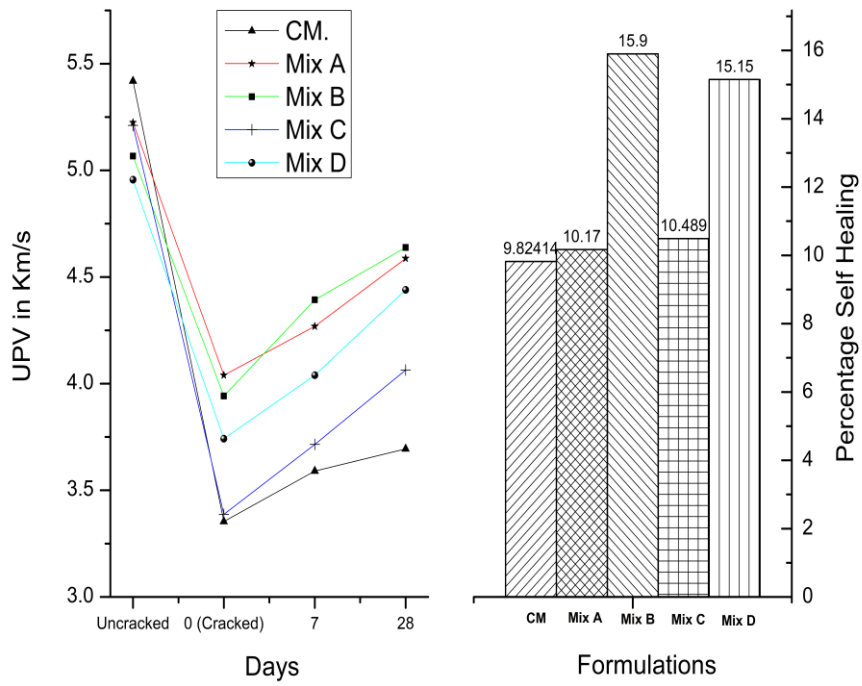 CM.
Mix A
Mix B
Mix C
Mix D
UPV in Km/s
5.5
5.0
4.5
4.0
3.5
3.0
Uncracked 0 (Cracked) 7 28
Days
9.82414
10.17
15.9
10.489
15.15
CM Mix A Mix B Mix C Mix D
Formulations
16
14
12
10
8
6
4
2
0
Percentage Self Healing